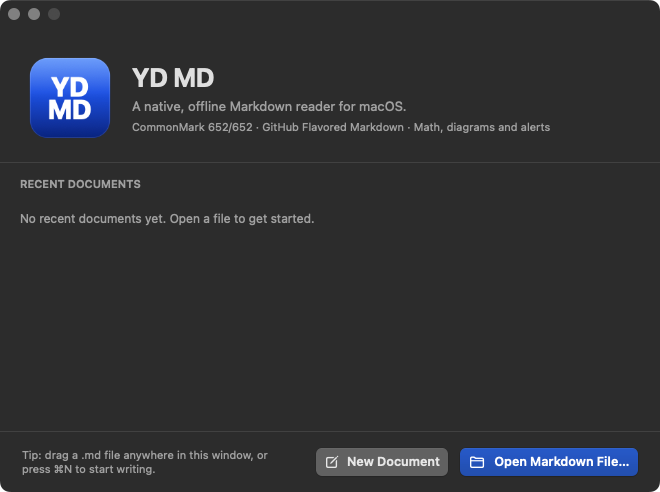 YD
MD
YD MD
A native, offline Markdown reader for macOS.
CommonMark 652/652 · GitHub Flavored Markdown · Math, diagrams and alerts
RECENT DOCUMENTS
No recent documents yet. Open a file to get started.
Tip: drag a .md file anywhere in this window, or
press ⌘N to start writing.
New Document
Open Markdown File...